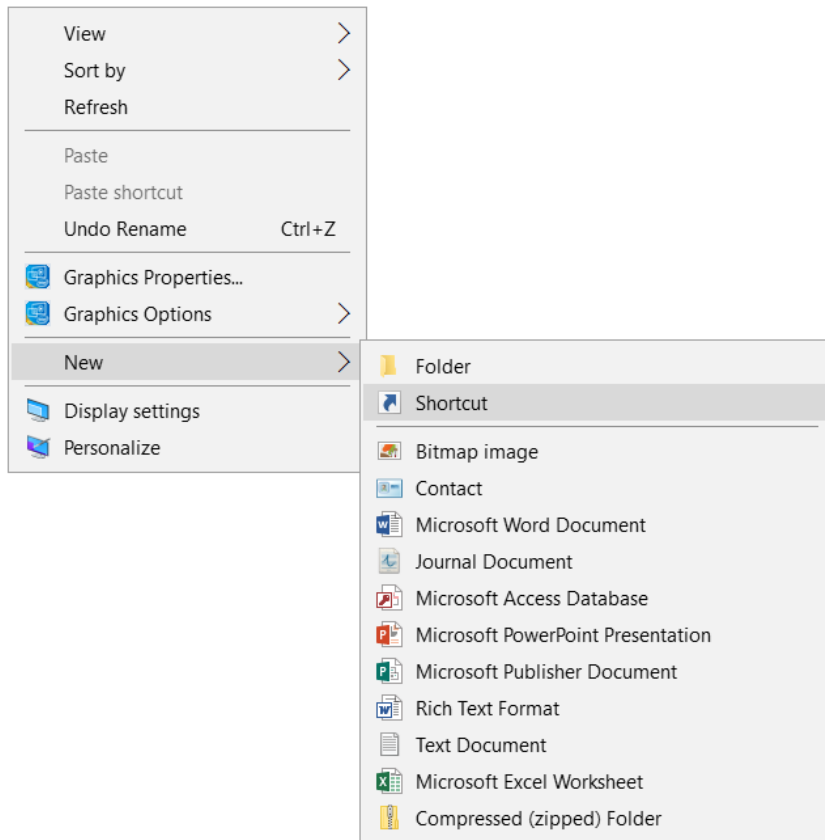 View
Sort by
Refresh
Paste
Paste shortcut
Undo Rename Ctrl+Z
Graphics Properties...
Graphics Options
New
Display settings
Personalize
Folder
Shortcut
Bitmap image
Contact
Microsoft Word Document
Journal Document
Microsoft Access Database
Microsoft PowerPoint Presentation
Microsoft Publisher Document
Rich Text Format
Text Document
Microsoft Excel Worksheet
Compressed (zipped) Folder